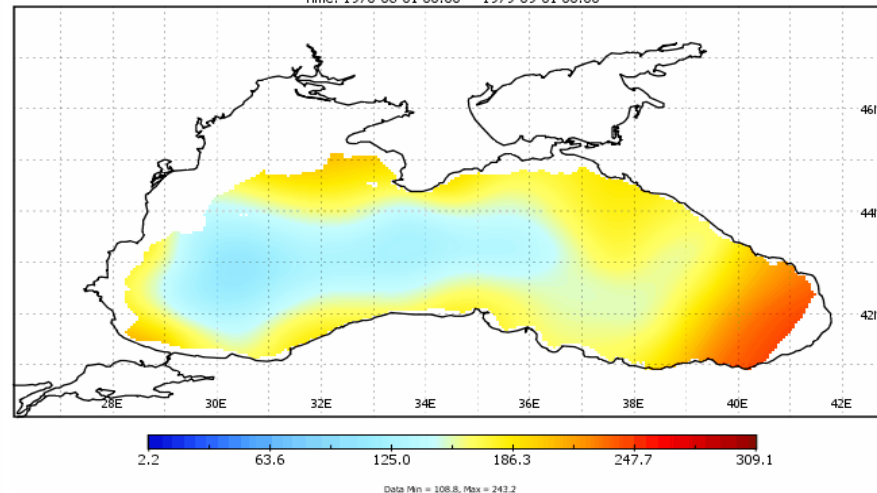 46N
44N
42N
28E 30E 32E 34E 36E 38E 40E 42E
2.2 63.6 125.0 186.3 247.7 309.1
Data Min = 108.8, Max = 243.2